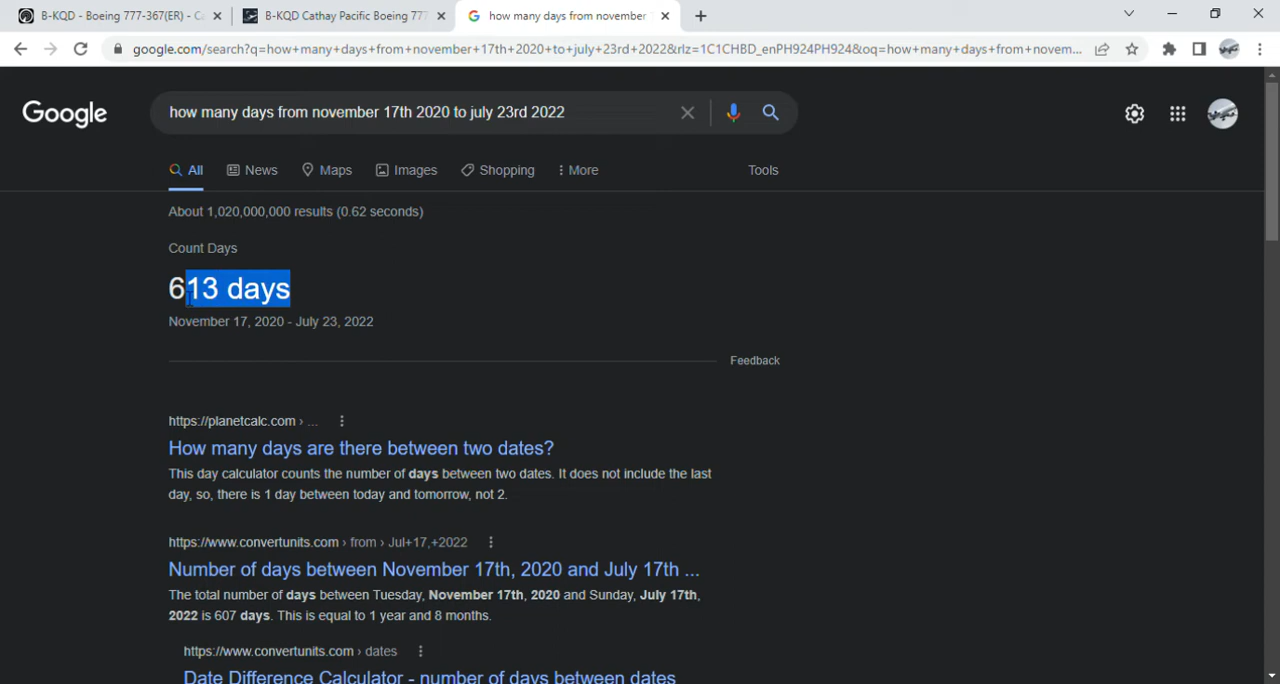 B-KQD - Boeing 777-367(ER) - C
B-KQD Cathay Pacific Boeing 777
how many days from november
google.com/search?q=how+many+days+from+november+17th+2020+to+july+23rd+2022&rlz=1C1CHBD_enPH924PH924&oq=how+many+days+from+novem...
Google
how many days from november 17th 2020 to july 23rd 2022
All
News
Maps
Images
Shopping
More
Tools
About 1,020,000,000 results (0.62 seconds)
Count Days
613 days
November 17, 2020 - July 23, 2022
Feedback
https://planetcalc.com › ...
How many days are there between two dates?
This day calculator counts the number of days between two dates. It does not include the last
day, so, there is 1 day between today and tomorrow, not 2.
https://www.convertunits.com › from › Jul+17,+2022
Number of days between November 17th, 2020 and July 17th ...
The total number of days between Tuesday, November 17th, 2020 and Sunday, July 17th,
2022 is 607 days. This is equal to 1 year and 8 months.
https://www.convertunits.com › dates
Date Difference Calculator - number of days between dates